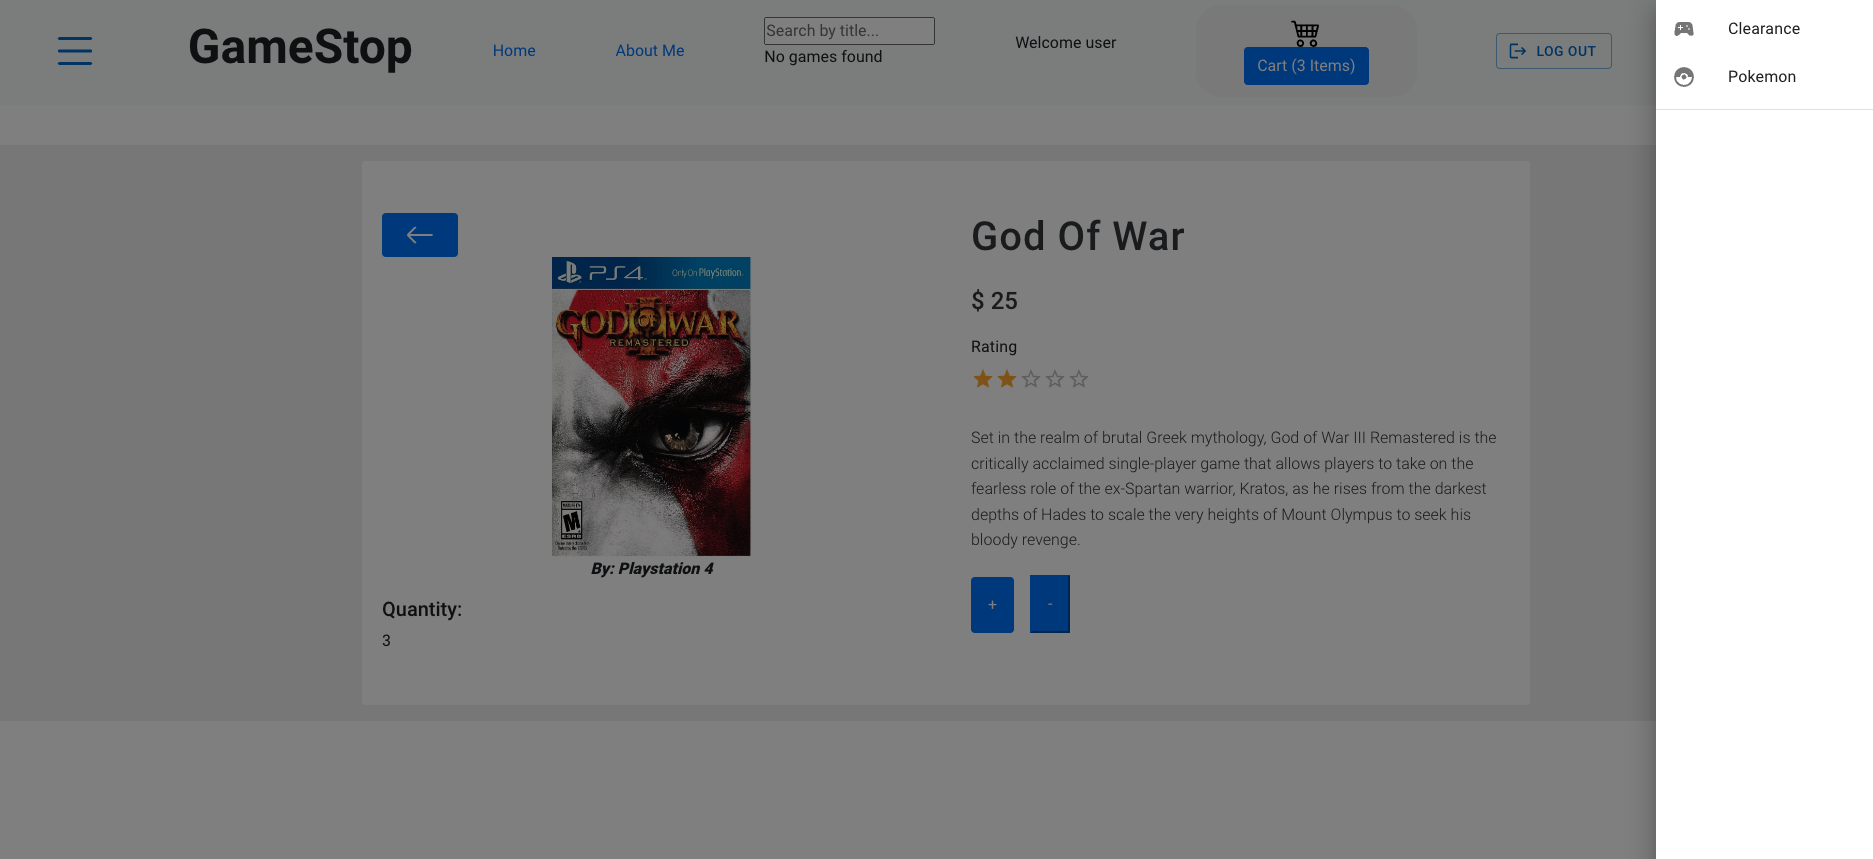 GameStop
Home
About Me
Search by title...
No games found
Welcome user
Cart (3 Items)
LOG OUT
Clearance
Pokemon
PS4
Only On PlayStation
GOD OF WAR
III
REMASTERED
M
By: Playstation 4
Quantity:
3
God Of War
$ 25
Rating
Set in the realm of brutal Greek mythology, God of War III Remastered is the
critically acclaimed single-player game that allows players to take on the
fearless role of the ex-Spartan warrior, Kratos, as he rises from the darkest
depths of Hades to scale the very heights of Mount Olympus to seek his
bloody revenge.
+
-